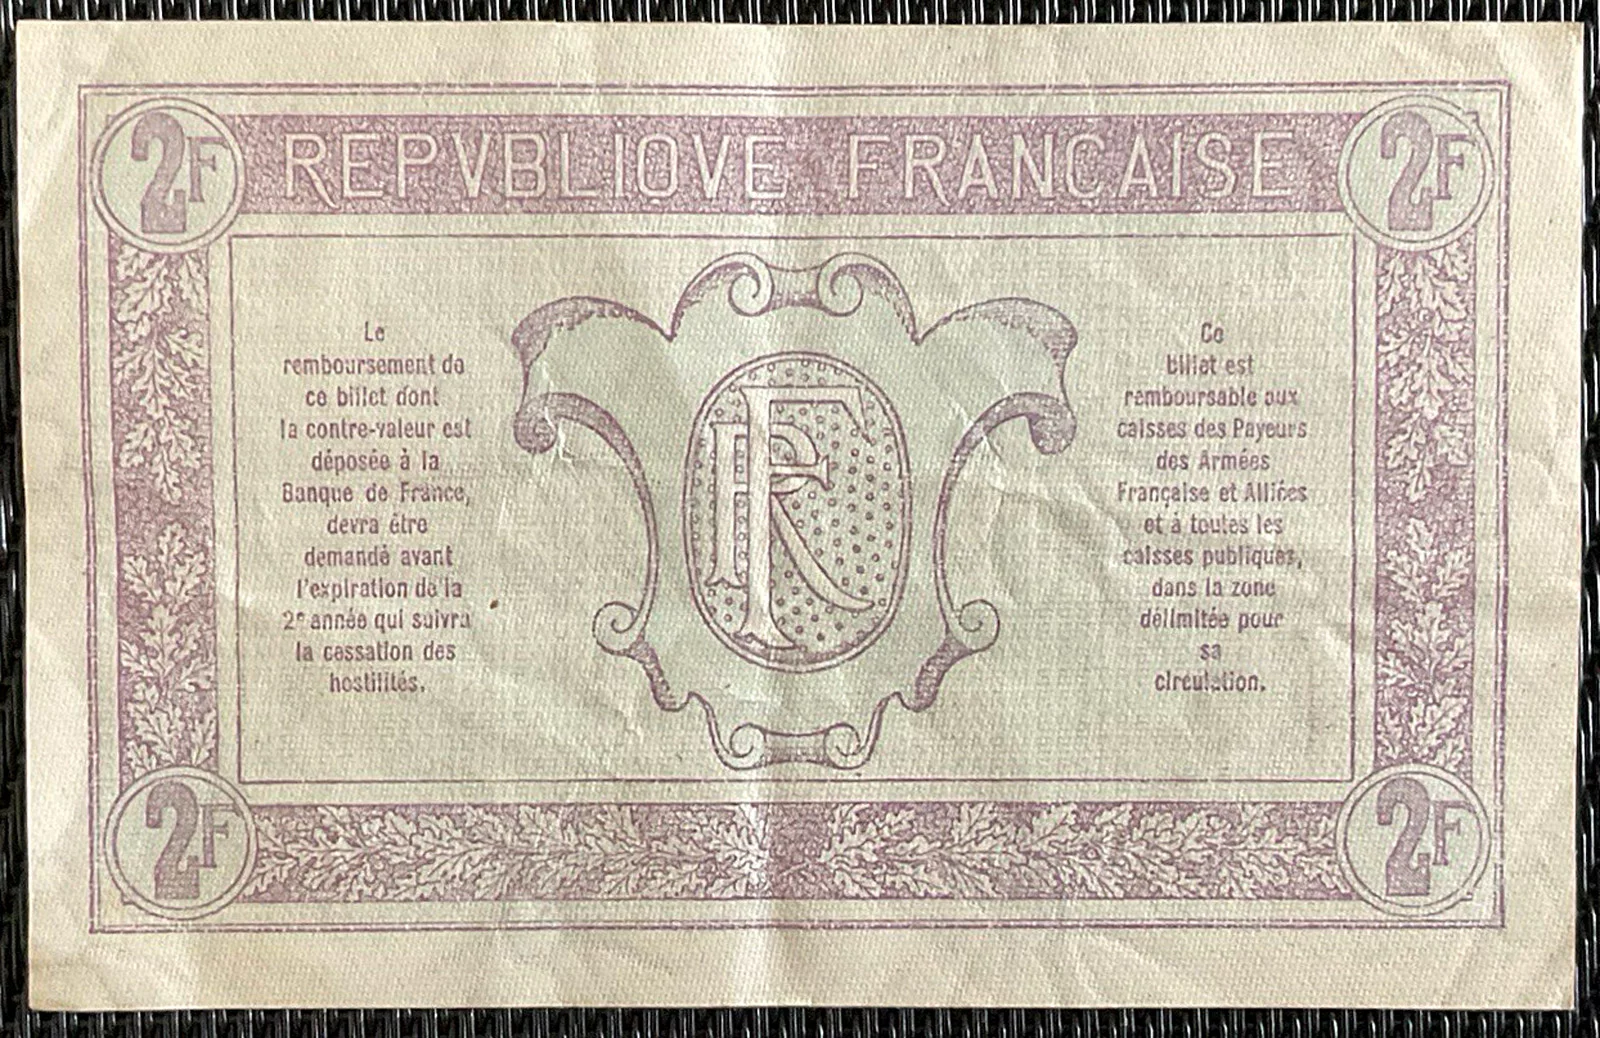 2F
REPVBLIQVE FRANÇAISE
2F
Le
remboursement de
ce billet dont
la contre-valeur est
déposée à la
Banque de France,
devra être
demandé avant
l'expiration de la
2e année qui suivra
la cessation des
hostilités.
RF
Ce
billet est
remboursable aux
caisses des Payeurs
des Armées
Française et Alliées
et à toutes les
caisses publiques,
dans la zone
délimitée pour
sa
circulation.
2F
2F